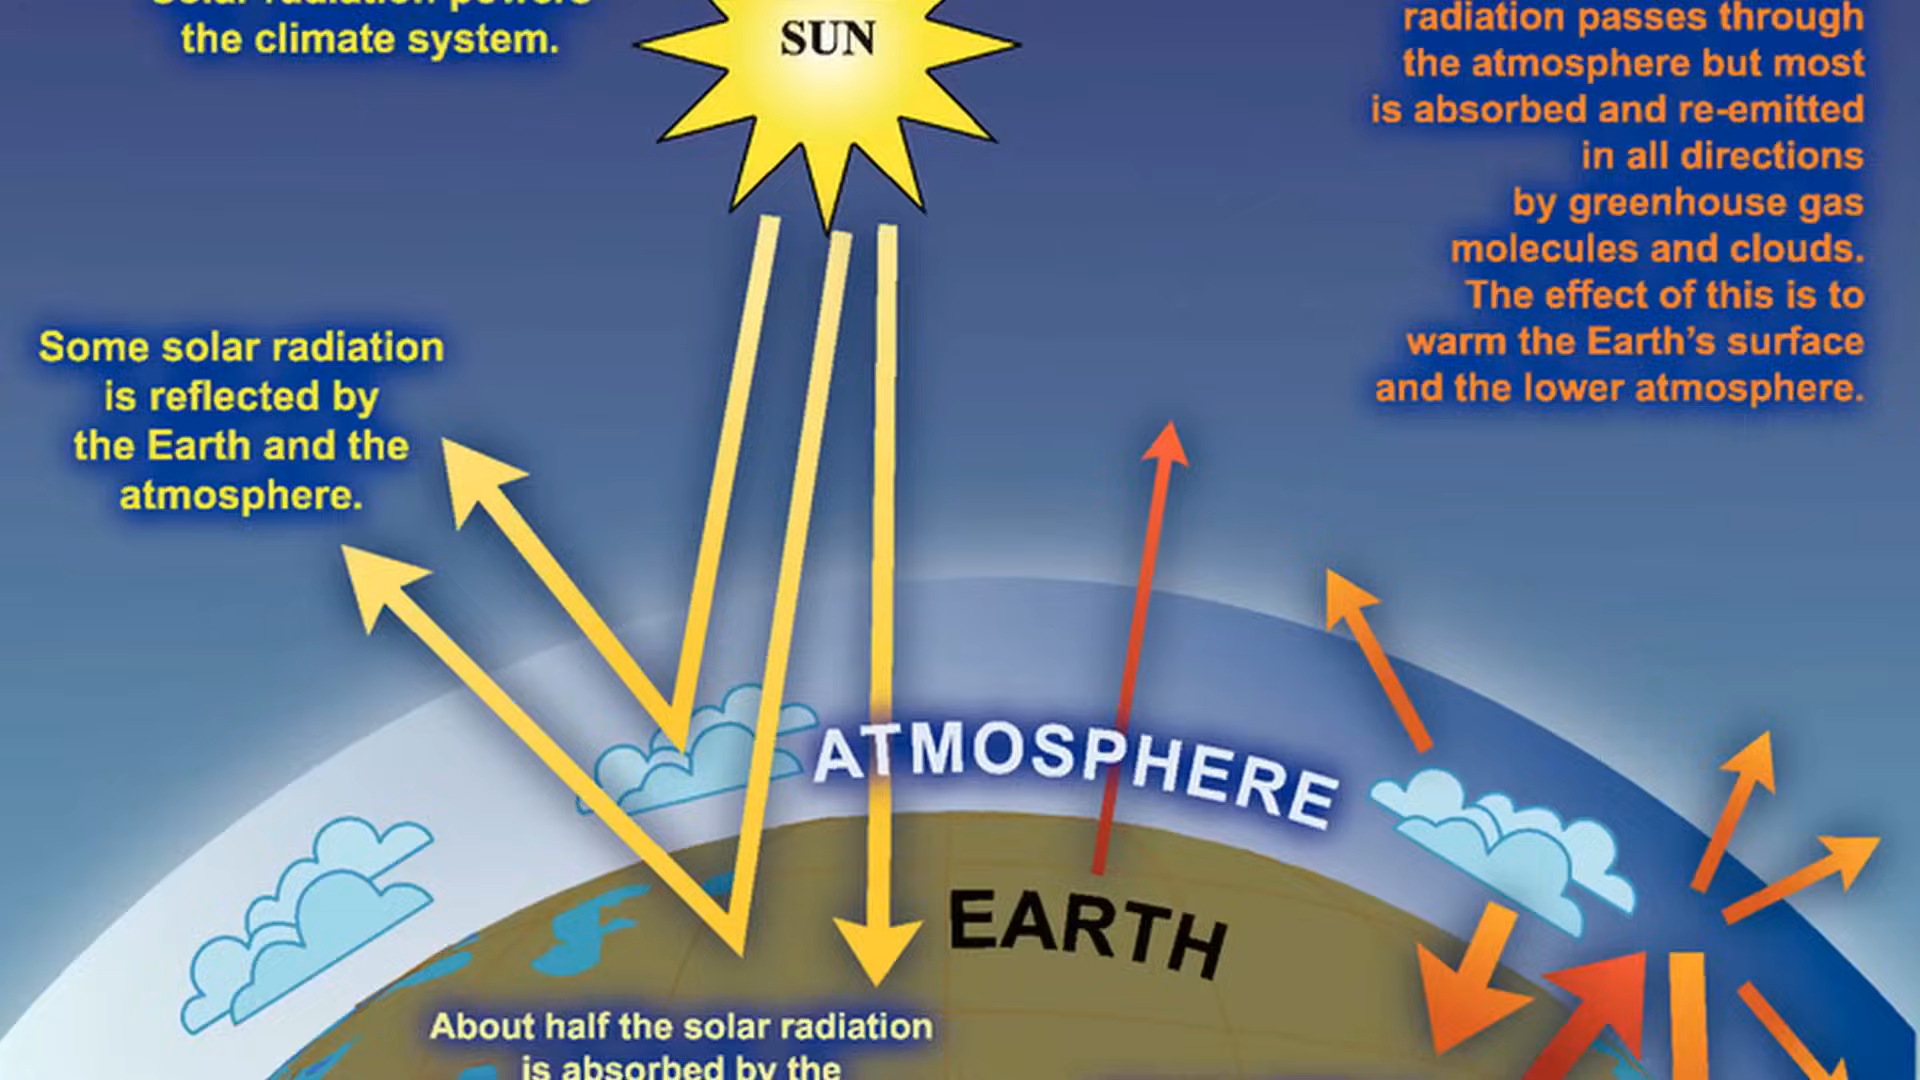 Solar radiation powers
the climate system.
SUN
radiation passes through
the atmosphere but most
is absorbed and re-emitted
in all directions
by greenhouse gas
molecules and clouds.
The effect of this is to
warm the Earth’s surface
and the lower atmosphere.
Some solar radiation
is reflected by
the Earth and the
atmosphere.
ATMOSPHERE
EARTH
About half the solar radiation
is absorbed by the